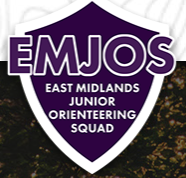 EMJOS
EAST MIDLANDS
JUNIOR
ORIENTEERING
SQUAD